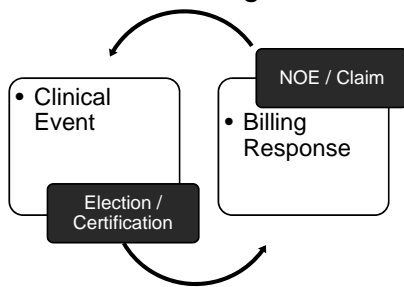 • Clinical
Event
Election /
Certification
NOE / Claim
• Billing
Response